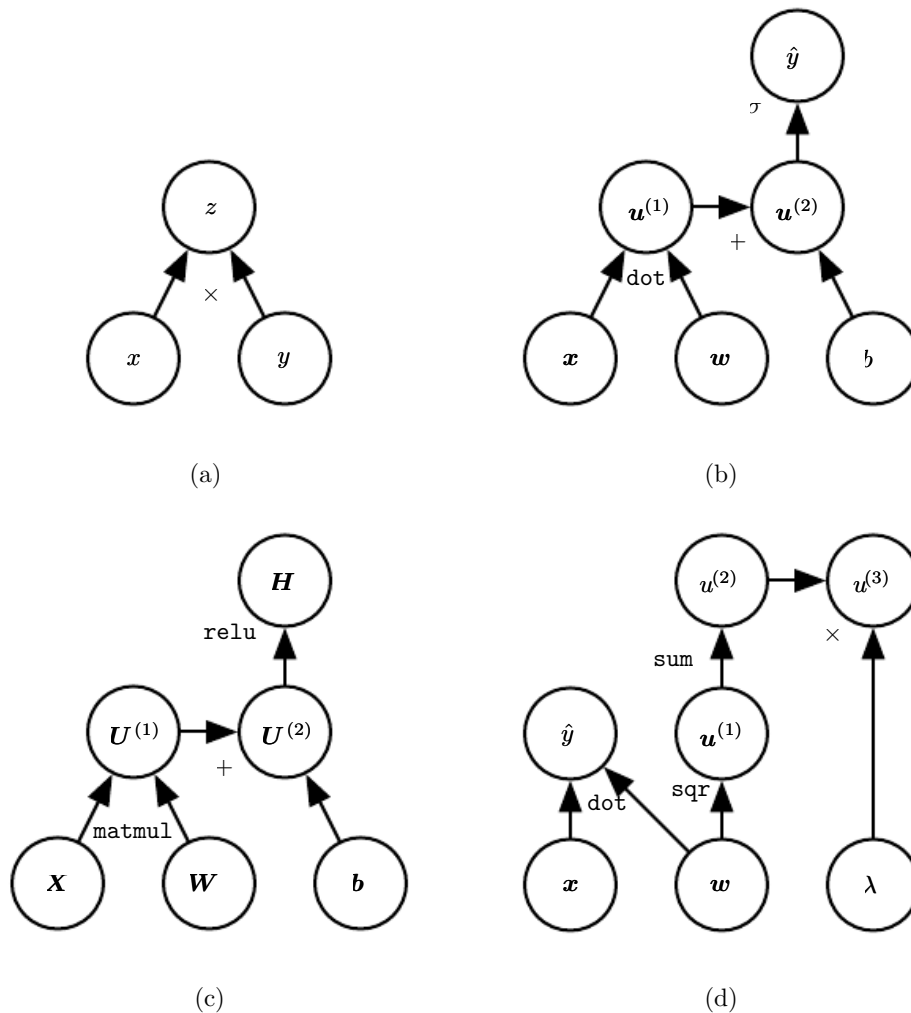 ŷ
σ
z
u(1) u(2)
+
× dot
x y x w b
(a) (b)
H u(2) u(3)
relu ×
sum
U(1) U(2) ŷ u(1)
+
sqr
dot
matmul
X W b x w λ
(c) (d)